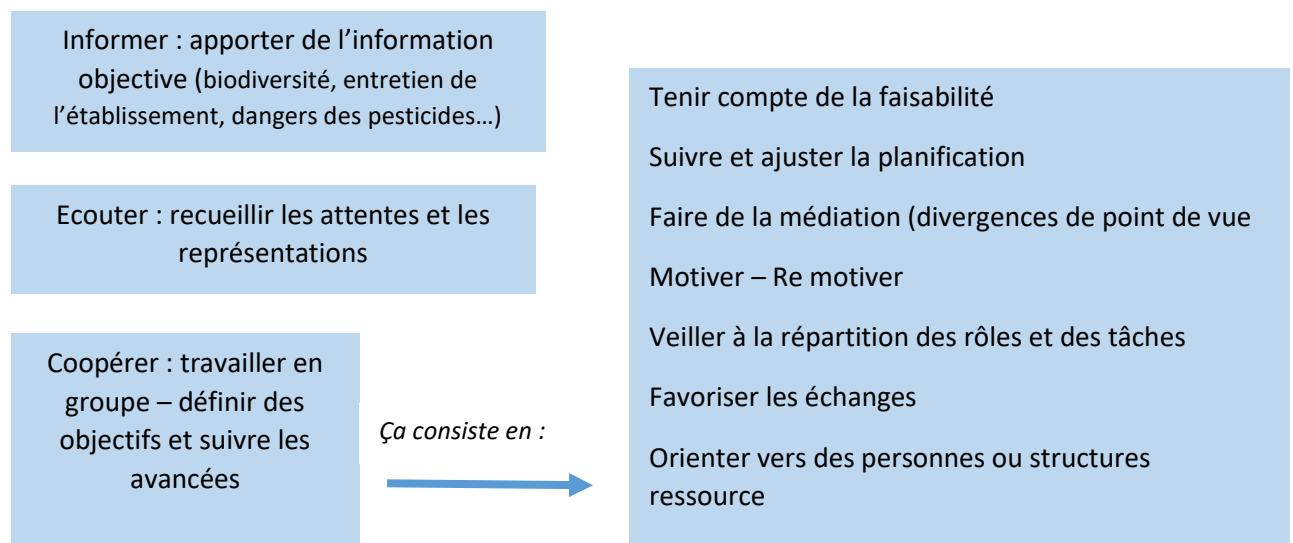 Informer : apporter de l’information
objective (biodiversité, entretien de
l’établissement, dangers des pesticides…)
Ecouter : recueillir les attentes et les
représentations
Coopérer : travailler en
groupe – définir des
objectifs et suivre les
avancées
Ça consiste en :
Tenir compte de la faisabilité
Suivre et ajuster la planification
Faire de la médiation (divergences de point de vue
Motiver – Re motiver
Veiller à la répartition des rôles et des tâches
Favoriser les échanges
Orienter vers des personnes ou structures
ressource